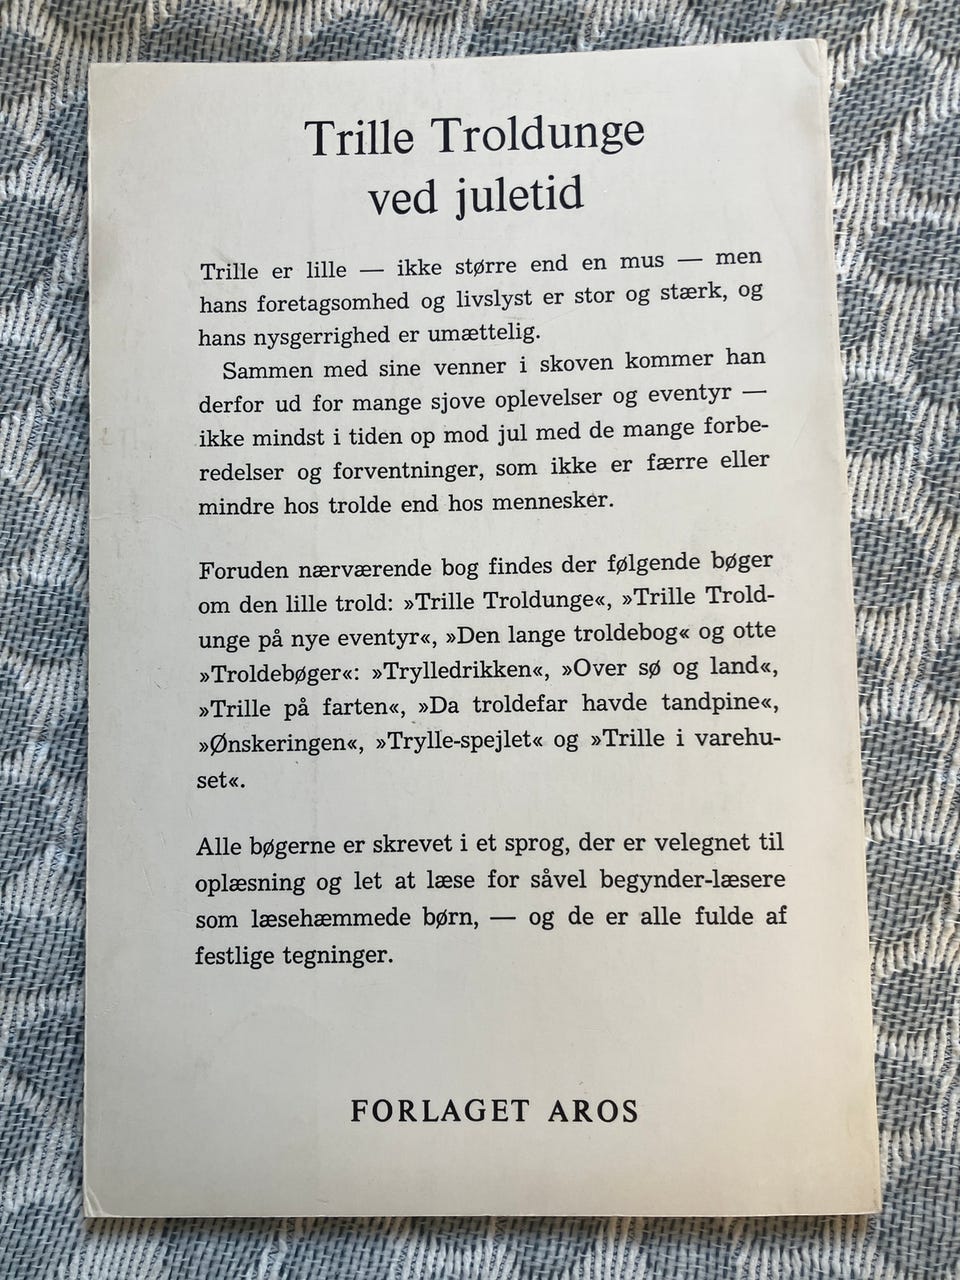 Trille Troldunge
ved juletid
Trille er lille — ikke større end en mus — men
hans foretagsomhed og livslyst er stor og stærk, og
hans nysgerrighed er umættelig.
Sammen med sine venner i skoven kommer han
derfor ud for mange sjove oplevelser og eventyr —
ikke mindst i tiden op mod jul med de mange forbe-
redelser og forventninger, som ikke er færre eller
mindre hos trolde end hos mennesker.
Foruden nærværende bog findes der følgende bøger
om den lille trold: »Trille Troldunge«, »Trille Trold-
unge på nye eventyr«, »Den lange troldebog« og otte
»Troldebøger«: »Trylledrikken«, »Over sø og land«,
»Trille på farten«, »Da troldefar havde tandpine«,
»Ønskeringen«, »Trylle-spejlet« og »Trille i varehu-
set«.
Alle bøgerne er skrevet i et sprog, der er velegnet til
oplæsning og let at læse for såvel begynder-læsere
som læsehæmmede børn, — og de er alle fulde af
festlige tegninger.
FORLAGET AROS